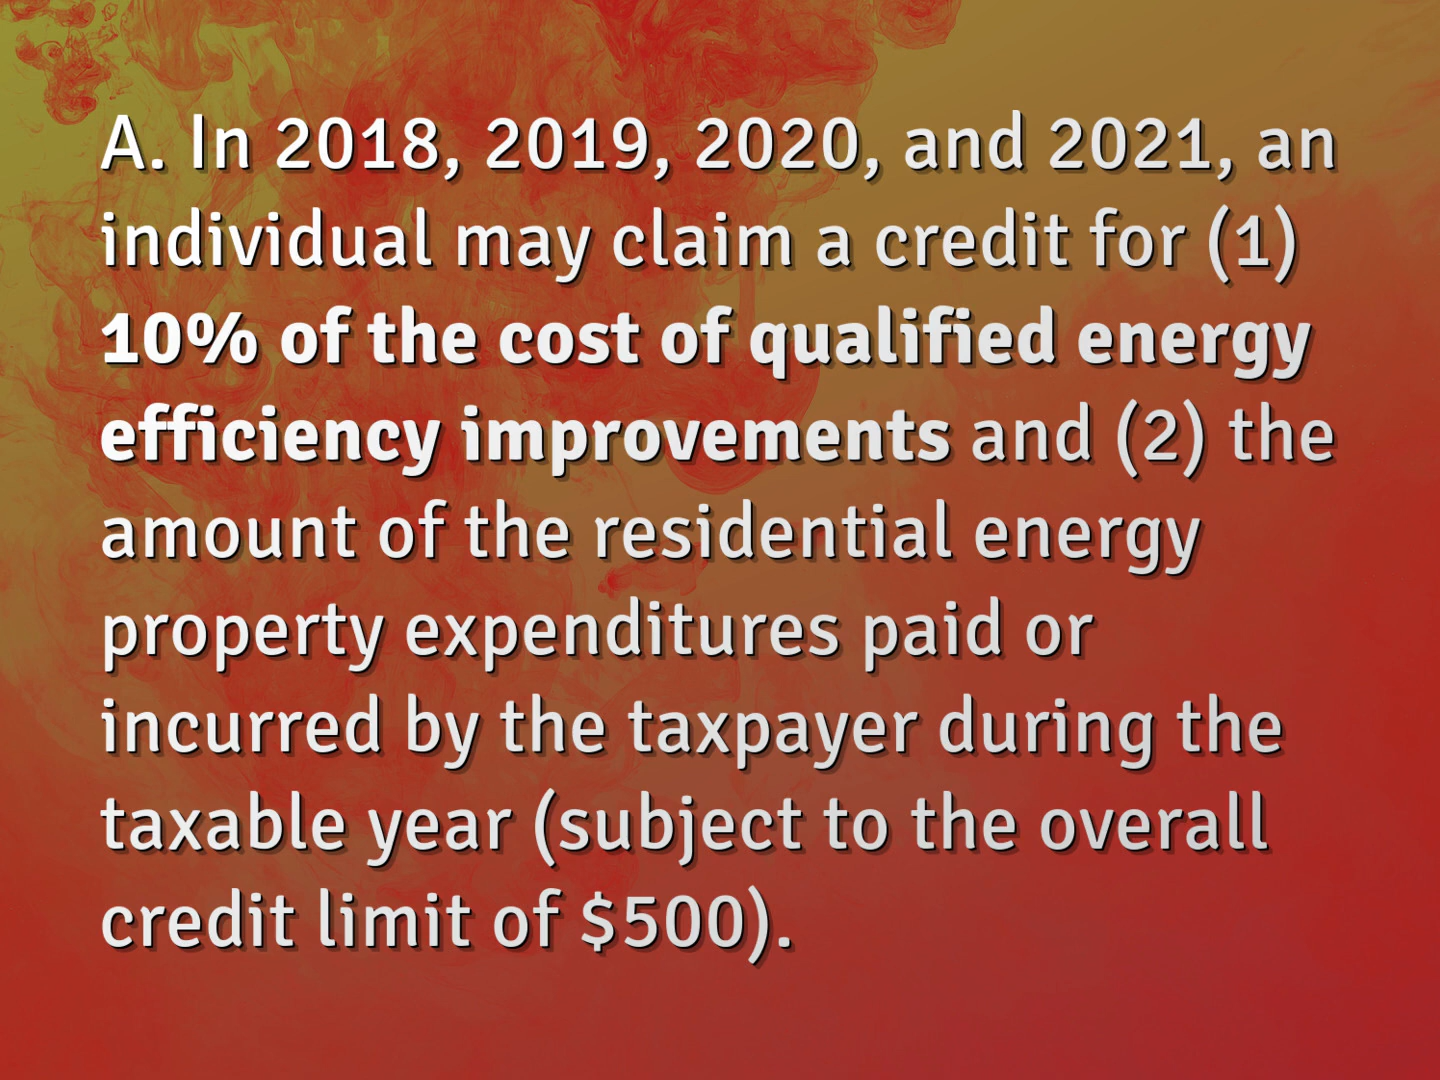 A. In 2018, 2019, 2020, and 2021, an
individual may claim a credit for (1)
10% of the cost of qualified energy
efficiency improvements and (2) the
amount of the residential energy
property expenditures paid or
incurred by the taxpayer during the
taxable year (subject to the overall
credit limit of $500).